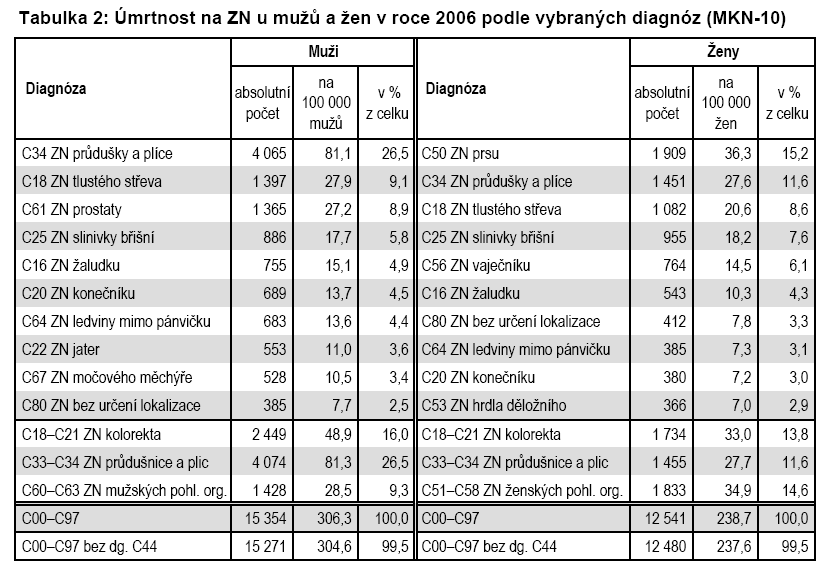 Tabulka 2: Úmrtnost na ZN u mužů a žen v roce 2006 podle vybraných diagnóz (MKN-10)
Diagnóza Muži Diagnóza Ženy
absolutní počet na 100 000 mužů v % z celku absolutní počet na 100 000 žen v % z celku
C34 ZN průdušky a plíce 4 065 81,1 26,5 C50 ZN prsu 1 909 36,3 15,2
C18 ZN tlustého střeva 1 397 27,9 9,1 C34 ZN průdušky a plíce 1 451 27,6 11,6
C61 ZN prostaty 1 365 27,2 8,9 C18 ZN tlustého střeva 1 082 20,6 8,6
C25 ZN slinivky břišní 886 17,7 5,8 C25 ZN slinivky břišní 955 18,2 7,6
C16 ZN žaludku 755 15,1 4,9 C56 ZN vaječníku 764 14,5 6,1
C20 ZN konečníku 689 13,7 4,5 C16 ZN žaludku 543 10,3 4,3
C64 ZN ledviny mimo pánvičku 683 13,6 4,4 C80 ZN bez určení lokalizace 412 7,8 3,3
C22 ZN jater 553 11,0 3,6 C64 ZN ledviny mimo pánvičku 385 7,3 3,1
C67 ZN močového měchýře 528 10,5 3,4 C20 ZN konečníku 380 7,2 3,0
C80 ZN bez určení lokalizace 385 7,7 2,5 C53 ZN hrdla děložního 366 7,0 2,9
C18–C21 ZN kolorekta 2 449 48,9 16,0 C18–C21 ZN kolorekta 1 734 33,0 13,8
C33–C34 ZN průdušnice a plic 4 074 81,3 26,5 C33–C34 ZN průdušnice a plic 1 455 27,7 11,6
C60–C63 ZN mužských pohl. org. 1 428 28,5 9,3 C51–C58 ZN ženských pohl. org. 1 833 34,9 14,6
C00–C97 15 354 306,3 100,0 C00–C97 12 541 238,7 100,0
C00–C97 bez dg. C44 15 271 304,6 99,5 C00–C97 bez dg. C44 12 480 237,6 99,5